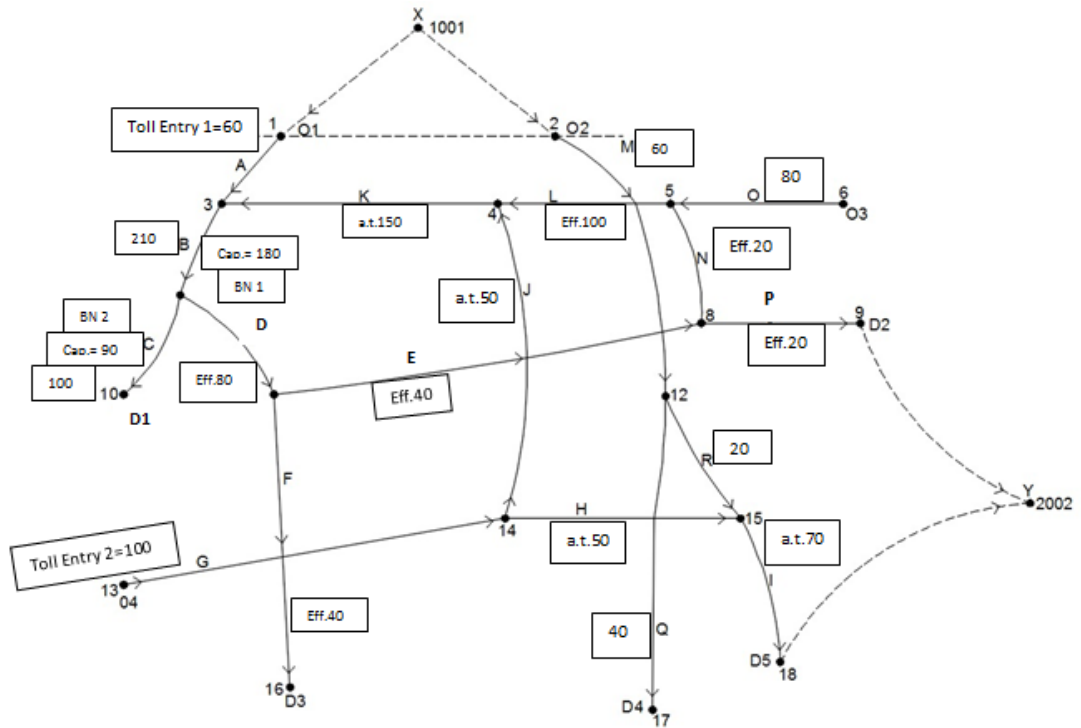 X
1001
Toll Entry 1=60
1
O1
2
O2
M
60
A
80
K
L
5
O
6
3
4
O3
a.t.150
Eff.100
210
B
Cap.= 180
BN 1
N
Eff.20
a.t.50
J
P
BN 2
D
8
9
D2
Cap.= 90
C
E
Eff.20
100
Eff.80
Eff.40
10
12
D1
20
R
F
H
Y
2002
14
15
Toll Entry 2=100
a.t.50
a.t.70
G
13
04
I
Eff.40
40
Q
D5
18
16
D3
D4
17